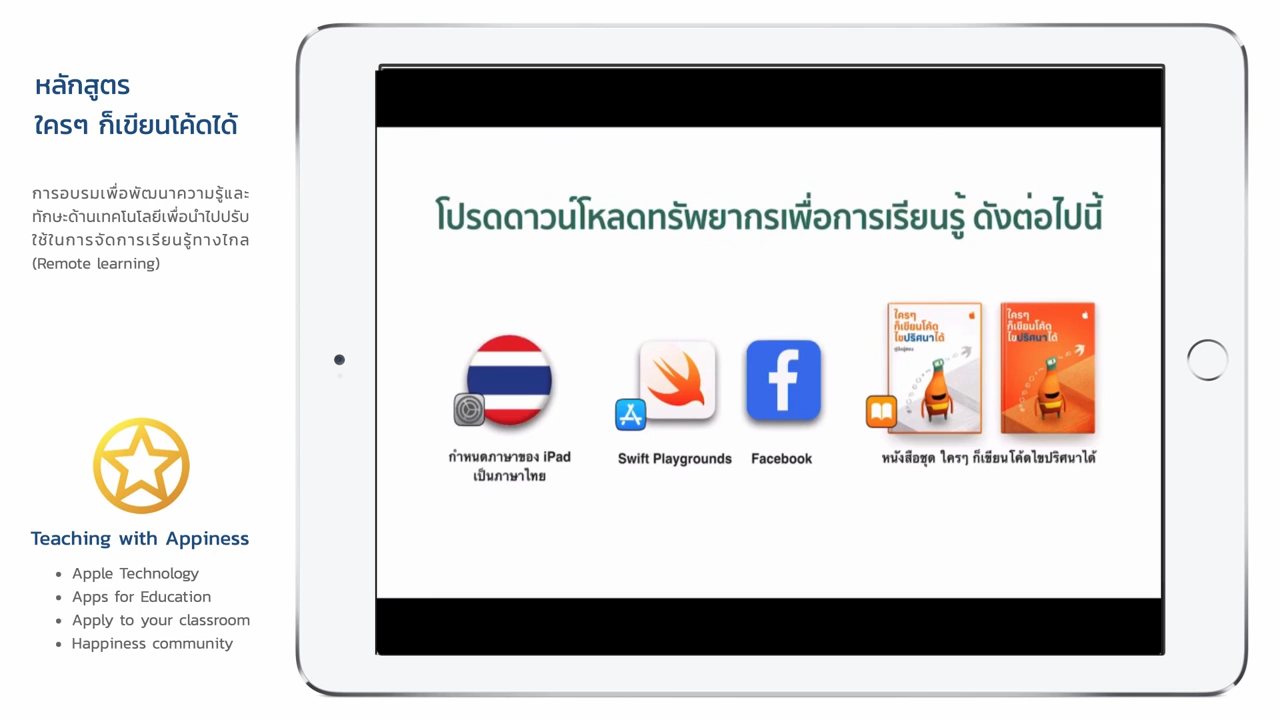 หลักสูตร
ใครๆ ก็เขียนโค้ดได้
การอบรมเพื่อพัฒนาความรู้และ
ทักษะด้านเทคโนโลยีเพื่อนำไปปรับ
ใช้ในการจัดการเรียนรู้ทางไกล
(Remote learning)
Teaching with Appiness
• Apple Technology
• Apps for Education
• Apply to your classroom
• Happiness community
โปรดดาวน์โหลดทรัพยากรเพื่อการเรียนรู้ ดังต่อไปนี้
ใครๆ
ก็เขียนโค้ด
ไขปริศนาได้
คู่มือผู้สอน
ใครๆ
ก็เขียนโค้ด
ไขปริศนาได้
กำหนดภาษาของ iPad
เป็นภาษาไทย
Swift Playgrounds
Facebook
หนังสือชุด ใครๆ ก็เขียนโค้ดไขปริศนาได้